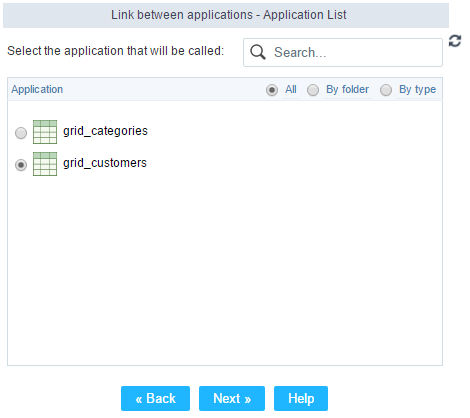 Link between applications - Application List
Select the application that will be called: Search...
Application All By folder By type
grid_categories
grid_customers
« Back Next » Help